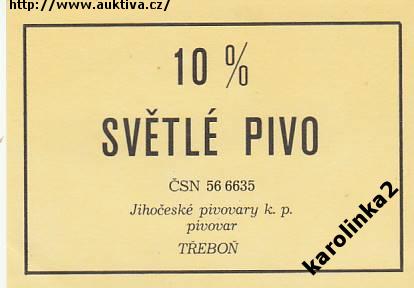 http://www.auktiva.cz/
10 %
SVĚTLÉ PIVO
ČSN 56 6635
Jihočeské pivovary k. p.
pivovar
TŘEBOŇ
karolinka2